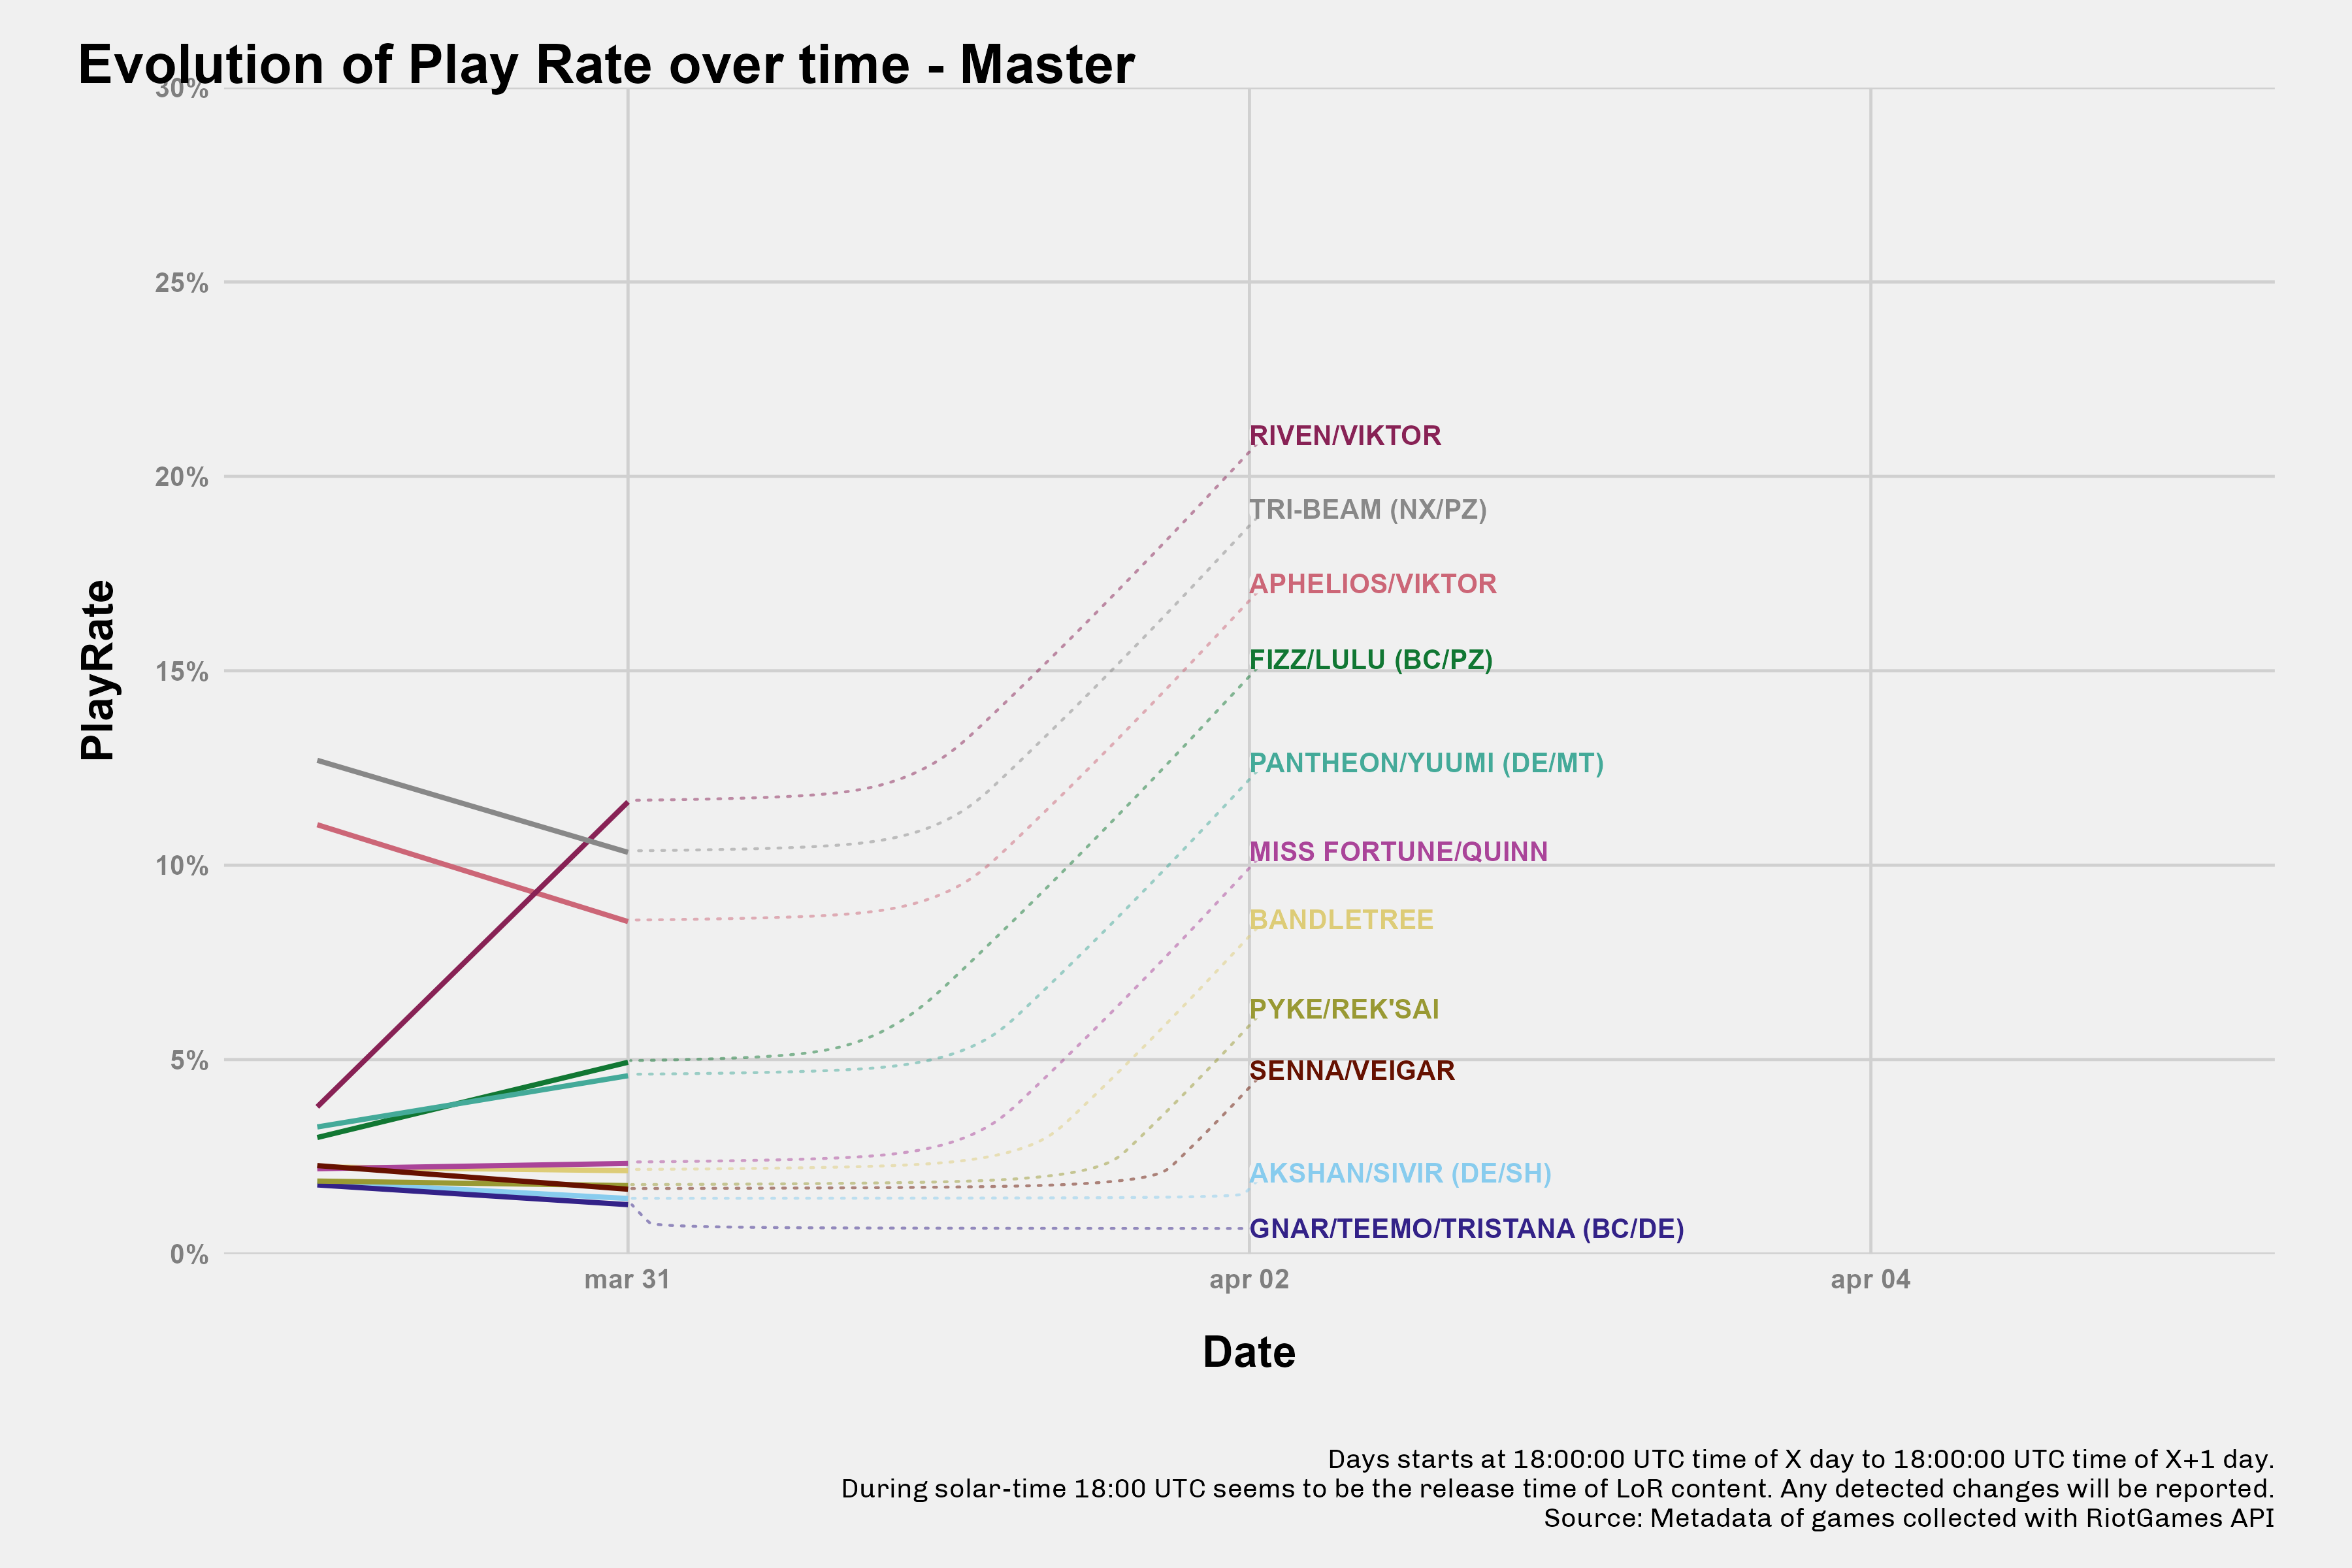 Evolution of Play Rate over time - Master
30%
25%
20%
15%
10%
5%
0%
PlayRate
RIVEN/VIKTOR
TRI-BEAM (NX/PZ)
APHELIOS/VIKTOR
FIZZ/LULU (BC/PZ)
PANTHEON/YUUMI (DE/MT)
MISS FORTUNE/QUINN
BANDLETREE
PYKE/REK'SAI
SENNA/VEIGAR
AKSHAN/SIVIR (DE/SH)
GNAR/TEEMO/TRISTANA (BC/DE)
mar 31
apr 02
apr 04
Date
Days starts at 18:00:00 UTC time of X day to 18:00:00 UTC time of X+1 day.
During solar-time 18:00 UTC seems to be the release time of LoR content. Any detected changes will be reported.
Source: Metadata of games collected with RiotGames API